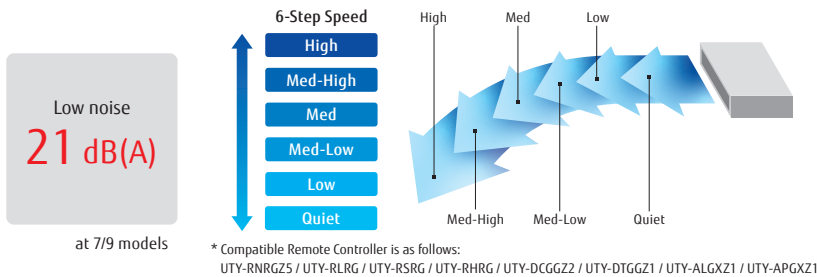 Low noise
21 dB(A)
at 7/9 models
6-Step Speed
High
Med-High
Med
Med-Low
Low
Quiet
High
Med
Low
High
Med-High
Med-Low
Quiet
* Compatible Remote Controller is as follows:
UTY-RNRGZ5 / UTY-RLRG / UTY-RSRG / UTY-RHRG / UTY-DCGGZ2 / UTY-DTGGZ1 / UTY-ALGXZ1 / UTY-APGXZ1